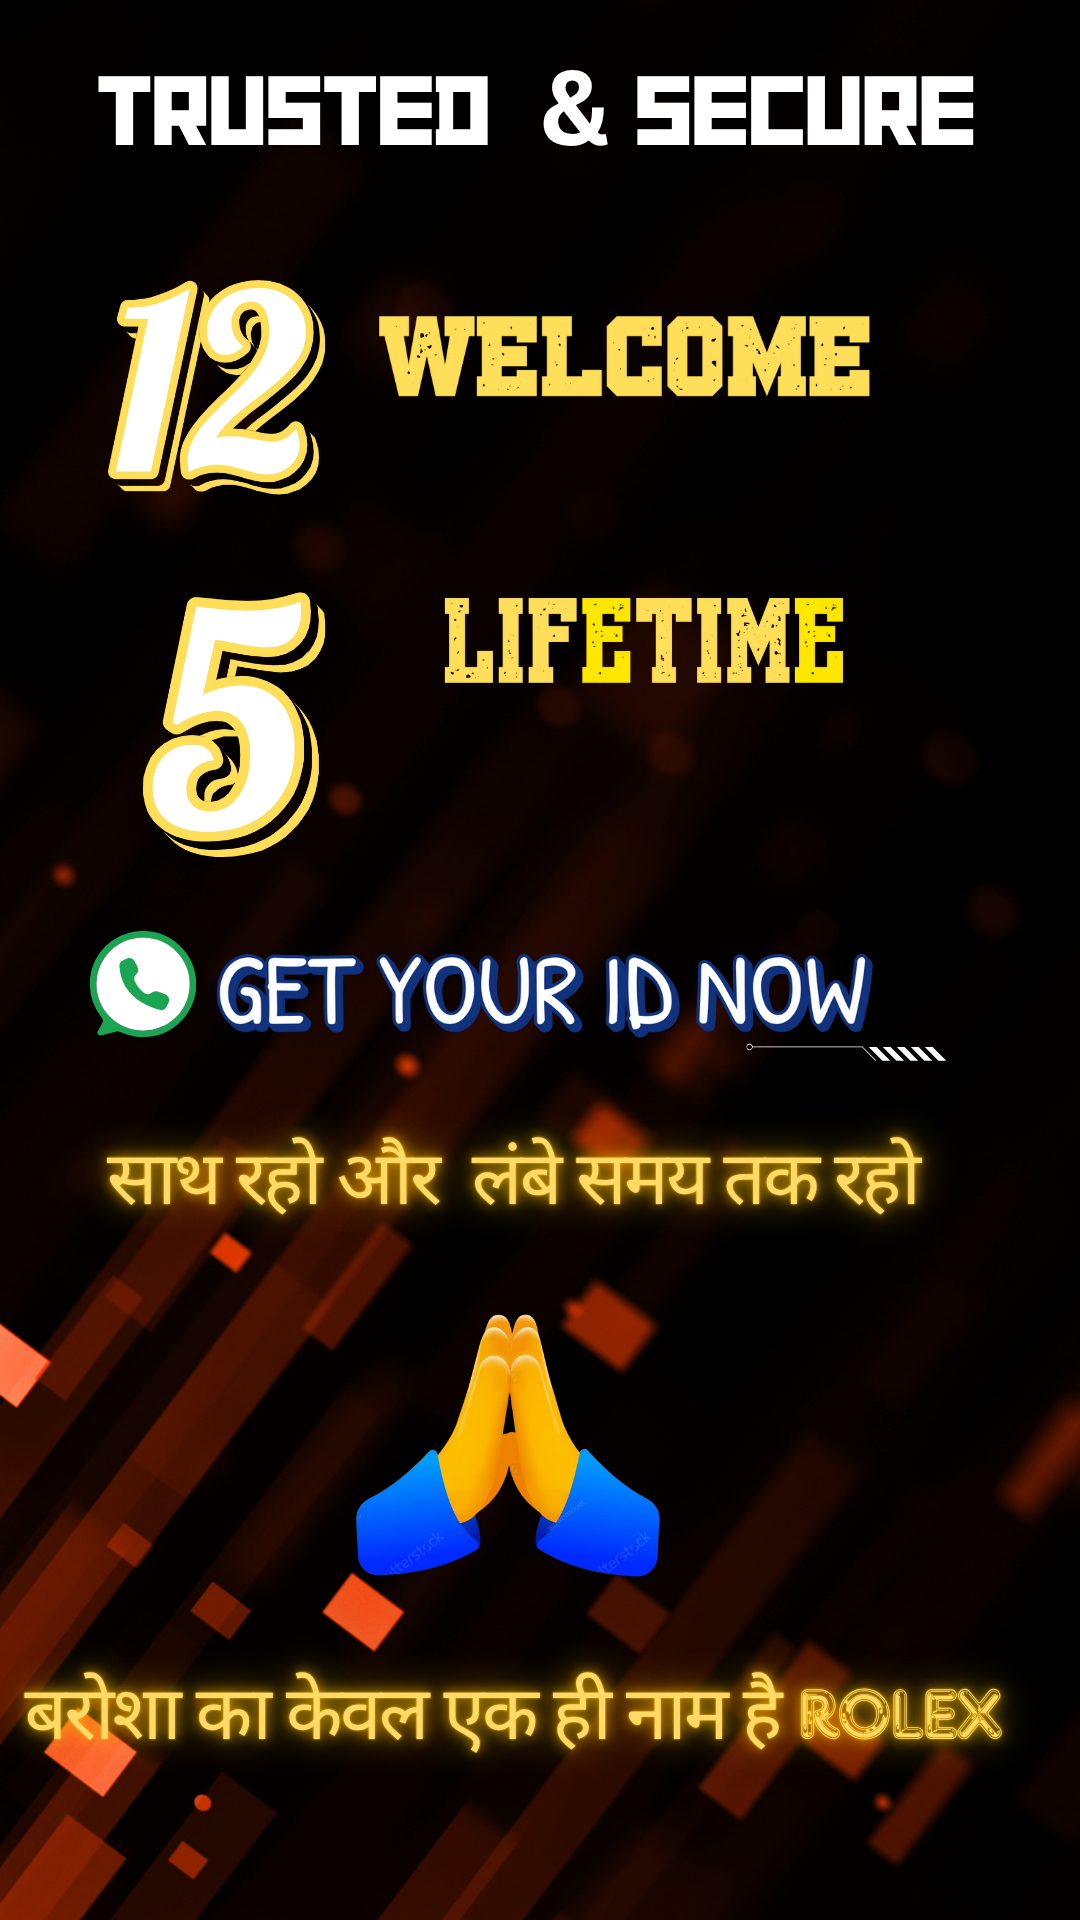 TRUSTED & SECURE
12 WELCOME
5 LIFETIME
GET YOUR ID NOW
साथ रहो और लंबे समय तक रहो
बरोशा का केवल एक ही नाम है ROLEX